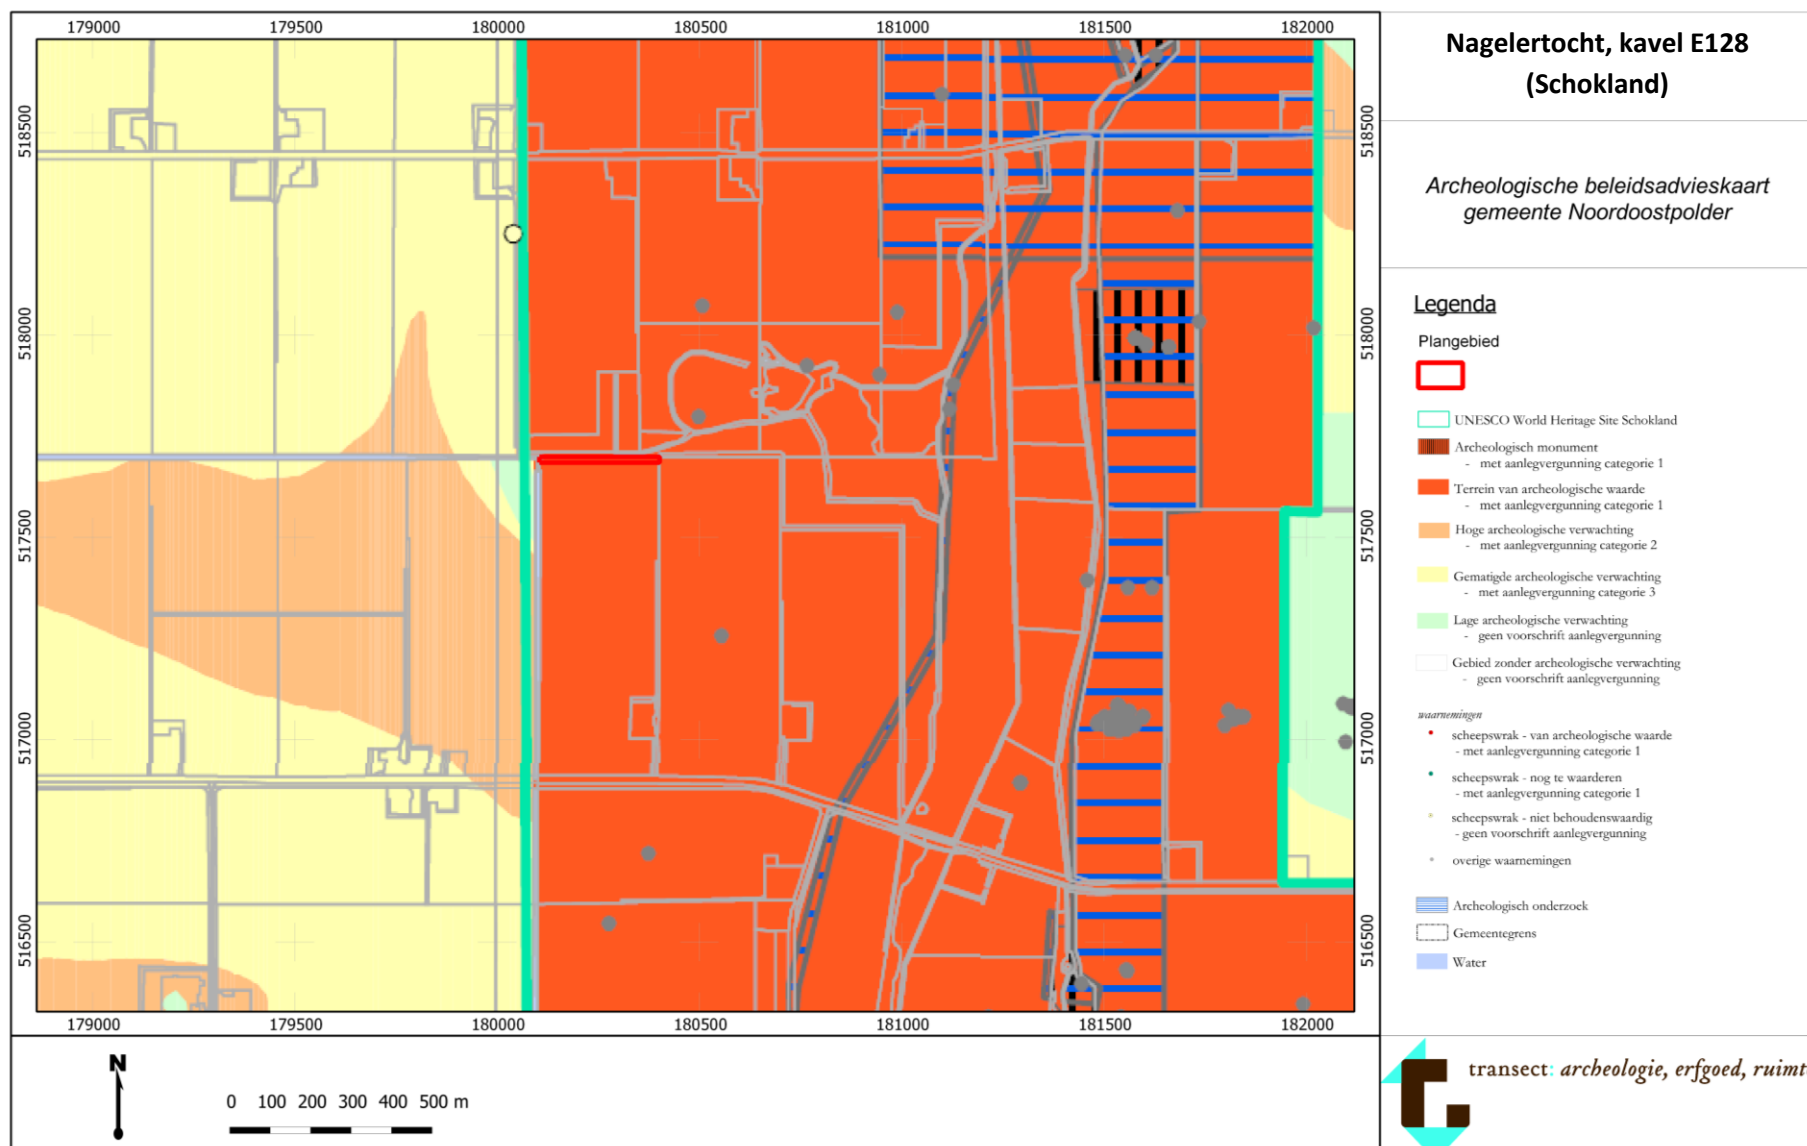 179000 179500 180000 180500 181000 181500 182000
518500
518000
517500
517000
516500
518500
518000
517500
517000
516500
179000 179500 180000 180500 181000 181500 182000
N
0 100 200 300 400 500 m
Nagelertocht, kavel E128
(Schokland)
Archeologische beleidsadvieskaart
gemeente Noordoostpolder
Legenda
Plangebied
UNESCO World Heritage Site Schokland
Archeologisch monument
- met aanlegvergunning categorie 1
Terrein van archeologische waarde
- met aanlegvergunning categorie 1
Hoge archeologische verwachting
- met aanlegvergunning categorie 2
Gematigde archeologische verwachting
- met aanlegvergunning categorie 3
Lage archeologische verwachting
- geen voorschrift aanlegvergunning
Gebied zonder archeologische verwachting
- geen voorschrift aanlegvergunning
waarnemingen
scheepswrak - van archeologische waarde
- met aanlegvergunning categorie 1
scheepswrak - nog te waarderen
- met aanlegvergunning categorie 1
scheepswrak - niet behoudenswaardig
- geen voorschrift aanlegvergunning
overige waarnemingen
Archeologisch onderzoek
Gemeentegrens
Water
transect: archeologie, erfgoed, ruimt